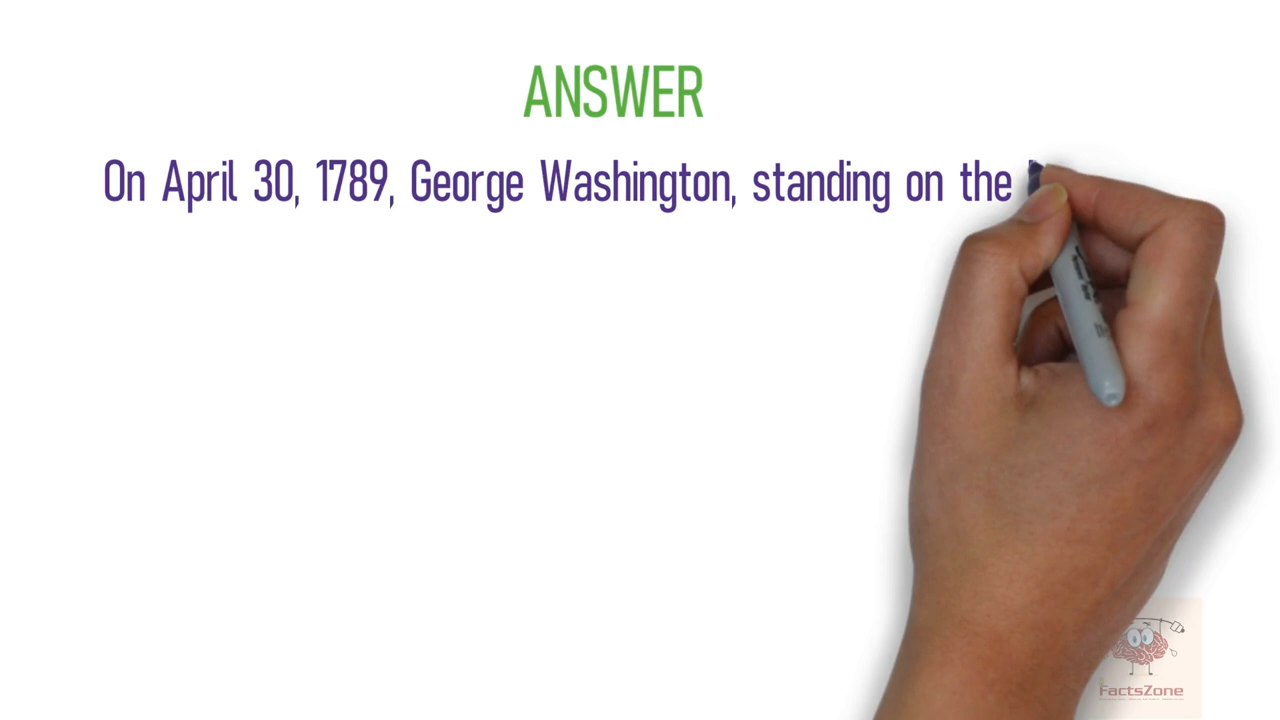 ANSWER
On April 30, 1789, George Washington, standing on the
FactsZone